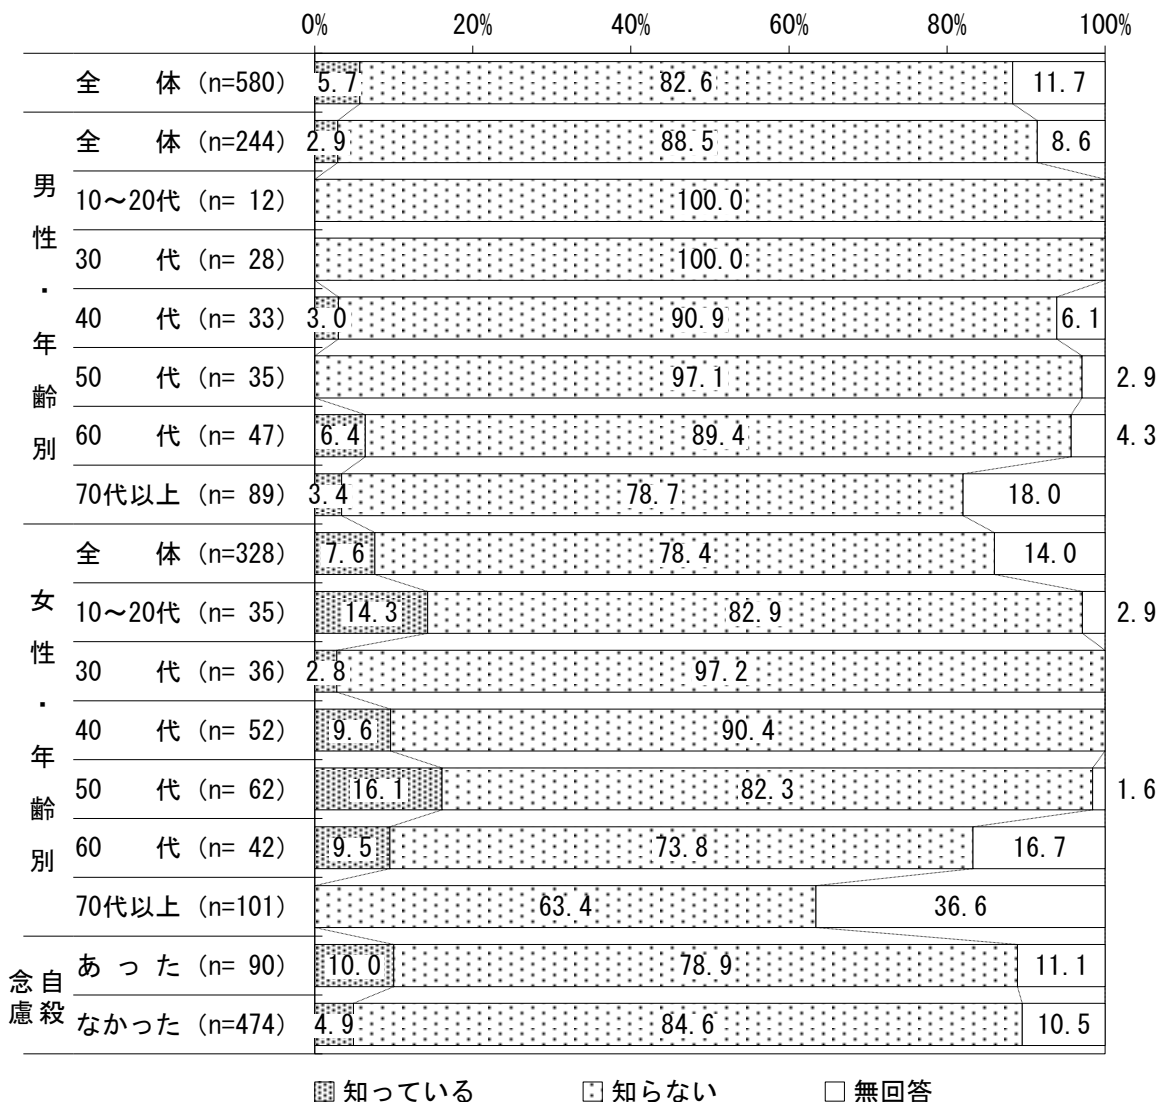 0% 20% 40% 60% 80% 100%
全 体 (n=580) 5.7 82.6 11.7
男性・年齢別
全 体 (n=244) 2.9 88.5 8.6
10～20代 (n= 12) 100.0
30 代 (n= 28) 100.0
40 代 (n= 33) 3.0 90.9 6.1
50 代 (n= 35) 97.1 2.9
60 代 (n= 47) 6.4 89.4 4.3
70代以上 (n= 89) 3.4 78.7 18.0
女性・年齢別
全 体 (n=328) 7.6 78.4 14.0
10～20代 (n= 35) 14.3 82.9 2.9
30 代 (n= 36) 2.8 97.2
40 代 (n= 52) 9.6 90.4
50 代 (n= 62) 16.1 82.3 1.6
60 代 (n= 42) 9.5 73.8 16.7
70代以上 (n=101) 63.4 36.6
自殺念慮
あ っ た (n= 90) 10.0 78.9 11.1
なかった (n=474) 4.9 84.6 10.5
知っている 知らない 無回答